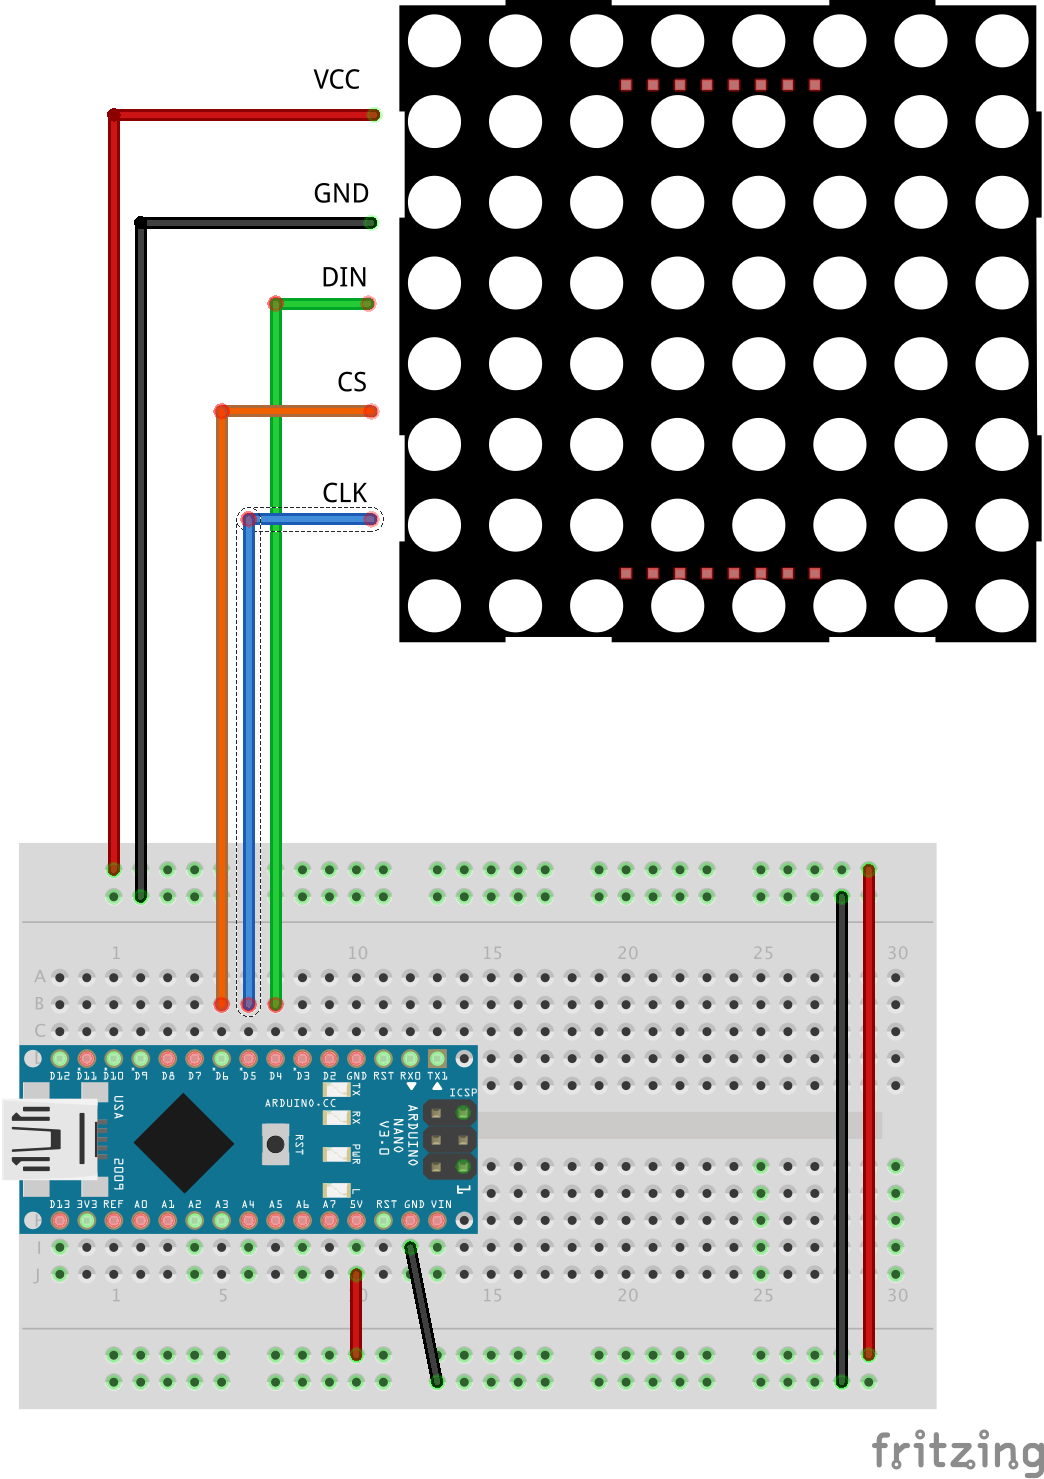 VCC
GND
DIN
CS
CLK
1 10 15 20 25 30
A
B
C
D12 D11 D10 D9 D8 D7 D6 D5 D4 D3 D2 GND RST RX0 TX1
USA
ARDUINO.CC
TX
RX
PWR
L
RST
ICSP
ARDUINO
NANO
V3.0
2009
1
D13 3V3 REF A0 A1 A2 A3 A4 A5 A6 A7 5V RST GND VIN
I
J
1 5 15 20 25 30
fritzing